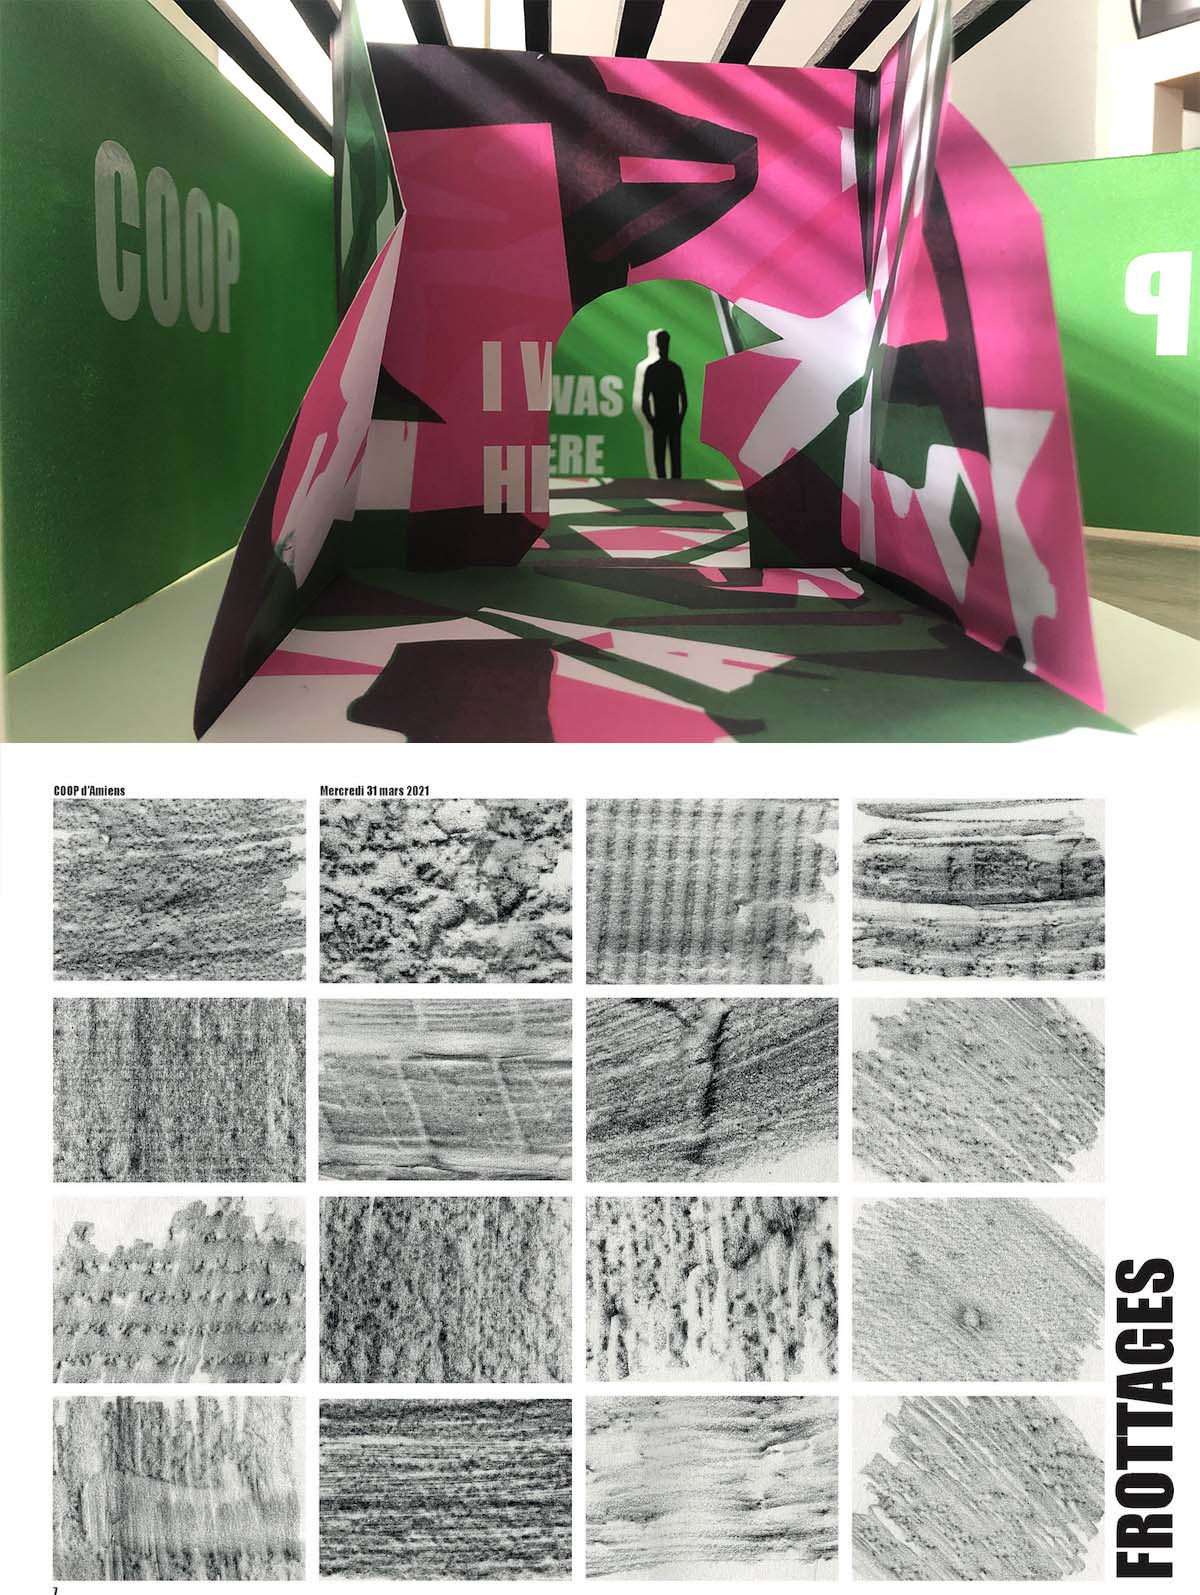 COOP
I WAS
HERE
COOP d'Amiens
Mercredi 31 mars 2021
FROTTAGES
7